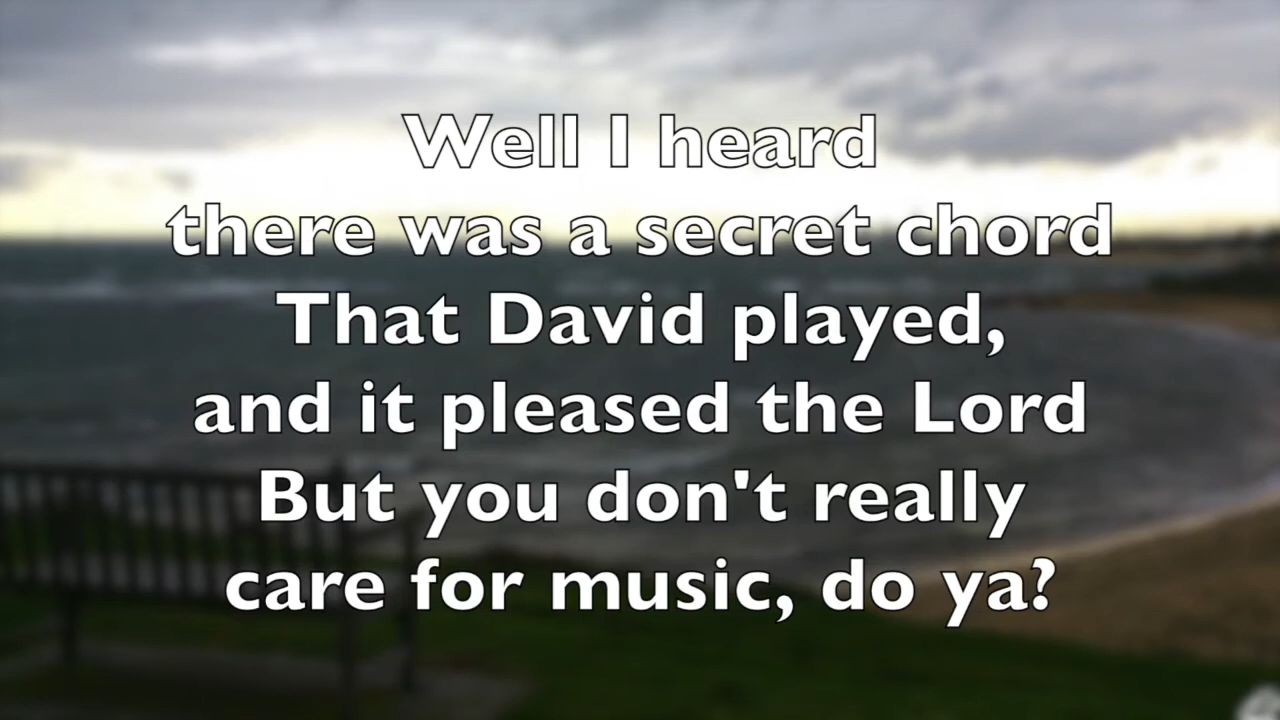 Well I heard
there was a secret chord
That David played,
and it pleased the Lord
But you don't really
care for music, do ya?